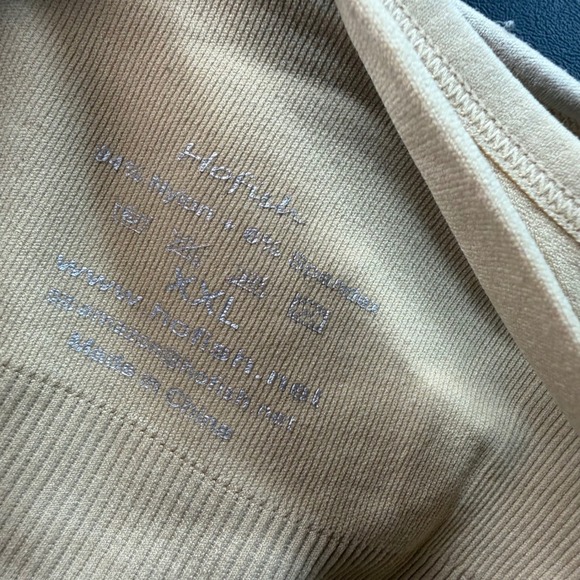 Hofish
94% Nylon + 6% Spandex
XXL
www.hofish.net
Made in China